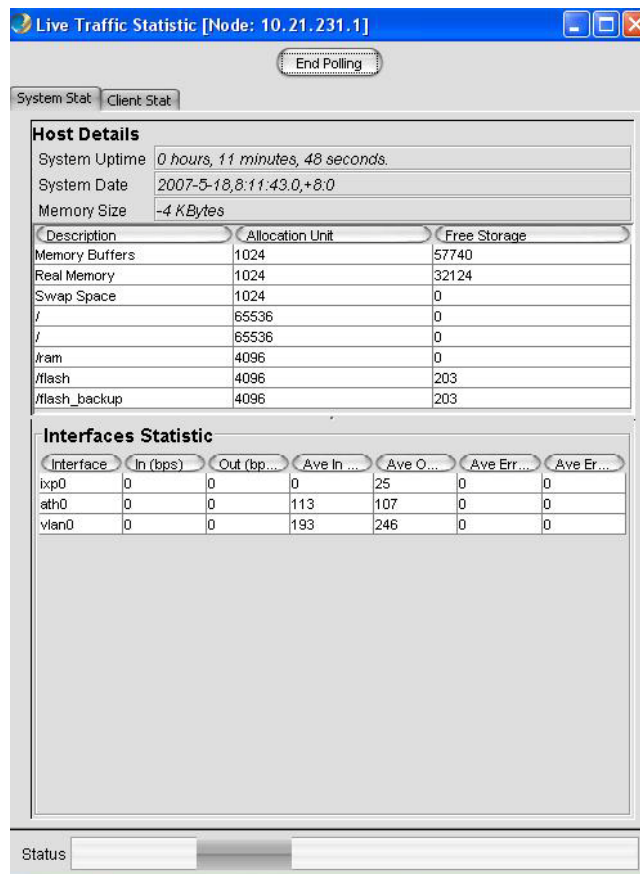 Live Traffic Statistic [Node: 10.21.231.1]
End Polling
System Stat Client Stat
Host Details
System Uptime 0 hours, 11 minutes, 48 seconds.
System Date 2007-5-18,8:11:43.0,+8:0
Memory Size -4 KBytes
Description Allocation Unit Free Storage
Memory Buffers 1024 57740
Real Memory 1024 32124
Swap Space 1024 0
/ 65536 0
/ 65536 0
/ram 4096 0
/flash 4096 203
/flash_backup 4096 203
Interfaces Statistic
Interface In (bps) Out (bp... Ave In ... Ave O... Ave Err... Ave Er...
ixp0 0 0 0 25 0 0
ath0 0 0 113 107 0 0
vlan0 0 0 193 246 0 0
Status